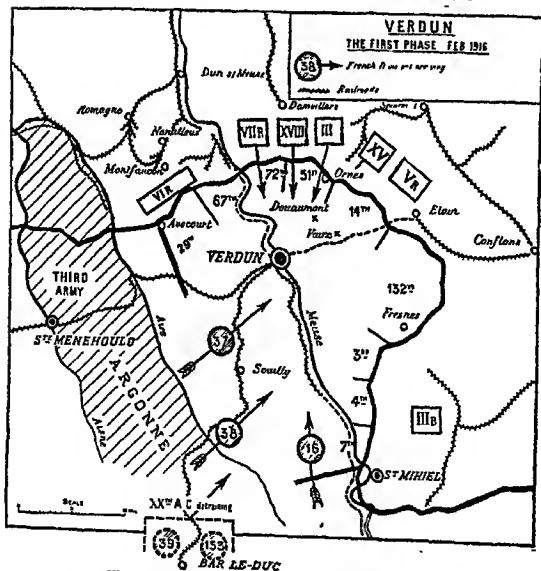 VERDUN
THE FIRST PHASE FEB 1916
38
French
Railroads
Dun s/ Meuse
Damvillers
Romagne
Nantillois
VII R
XVIII
III
Montfaucon
XV
V R
VI R
72ND
51ST
Ornes
67TH
Douaumont
14TH
Etain
Avocourt
Vaux
29TH
VERDUN
Conflans
THIRD
ARMY
132ND
STE MENEHOULD
Aire
Meuse
Fresnes
37
3RD
ARGONNE
Souilly
4TH
Aisne
38
III B
16
7TH
ST MIHIEL
SCALE
XXTH A C detraining
39
153
BAR LE-DUC